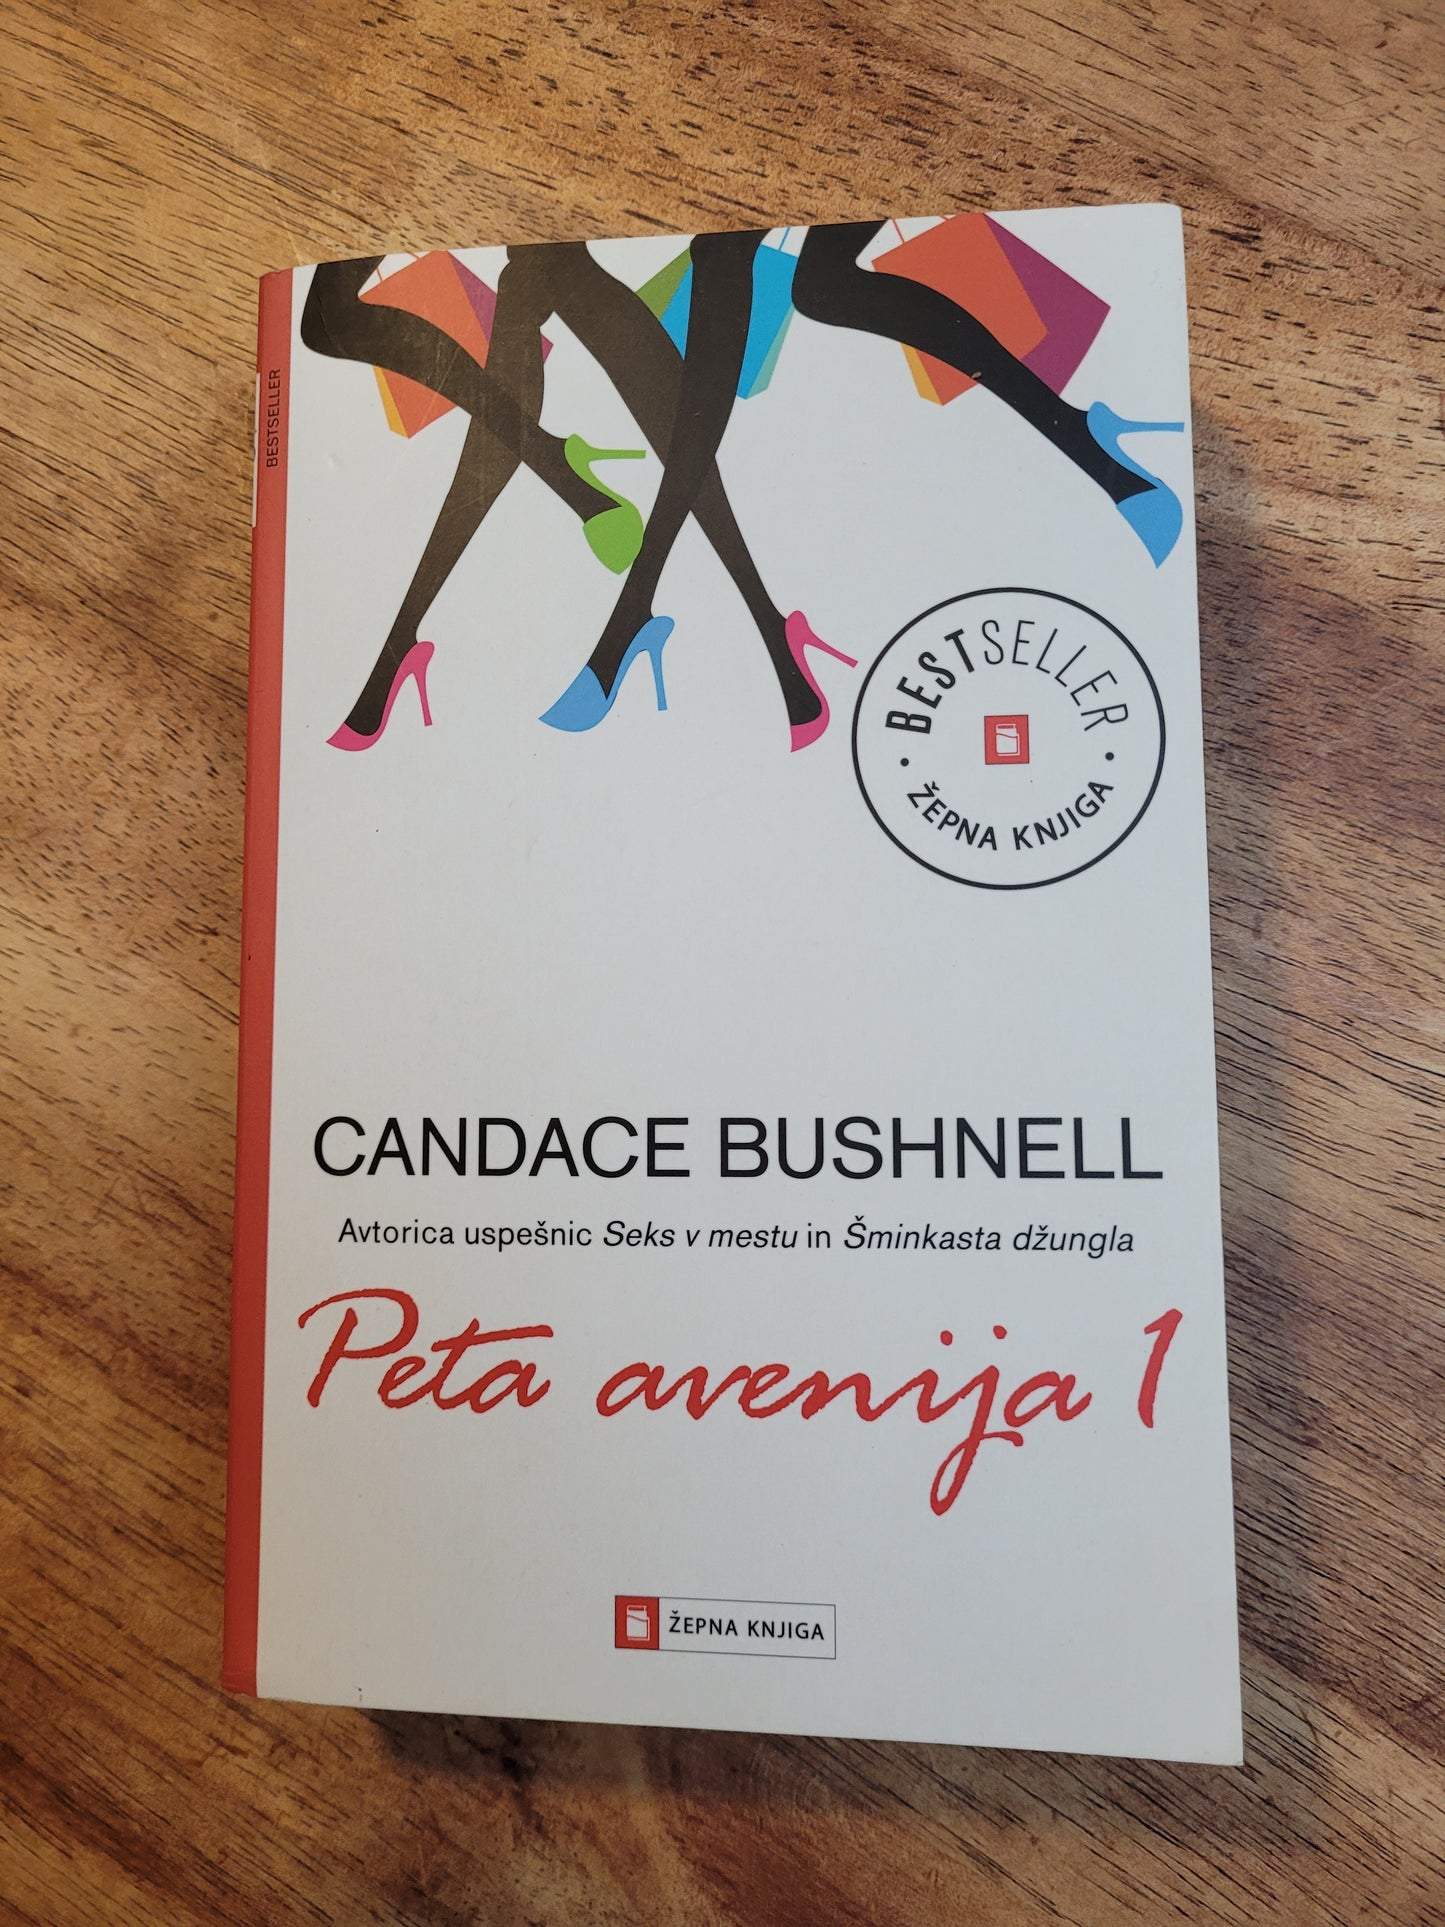 BESTSELLER
BESTSELLER
ŽEPNA KNJIGA
CANDACE BUSHNELL
Avtorica uspešnic Seks v mestu in Šminkasta džungla
Peta avenija 1
ŽEPNA KNJIGA